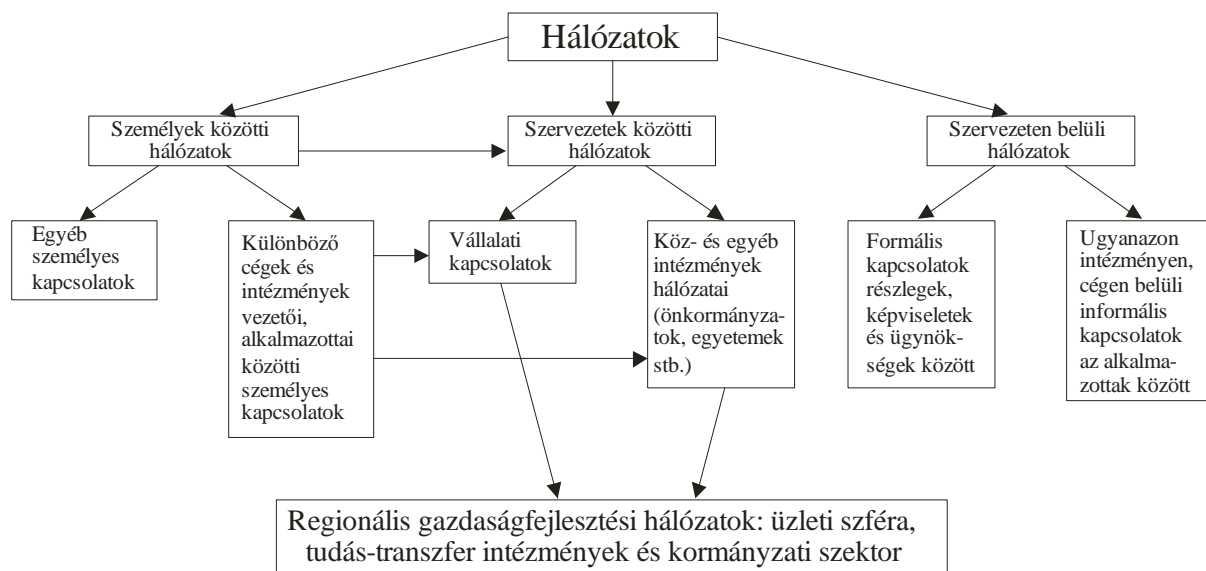 Hálózatok
Személyek közötti
hálózatok
Szervezetek közötti
hálózatok
Szervezeten belüli
hálózatok
Egyéb
személyes
kapcsolatok
Különböző
cégek és
intézmények
vezetői,
alkalmazottai
közötti
személyes
kapcsolatok
Vállalati
kapcsolatok
Köz- és egyéb
intézmények
hálózatai
(önkormányza-
tok, egyetemek
stb.)
Formális
kapcsolatok
részlegek,
képviseletek
és ügynök-
ségek között
Ugyanazon
intézményen,
cégen belüli
informális
kapcsolatok
az alkalma-
zottak között
Regionális gazdaságfejlesztési hálózatok: üzleti szféra,
tudás-transzfer intézmények és kormányzati szektor